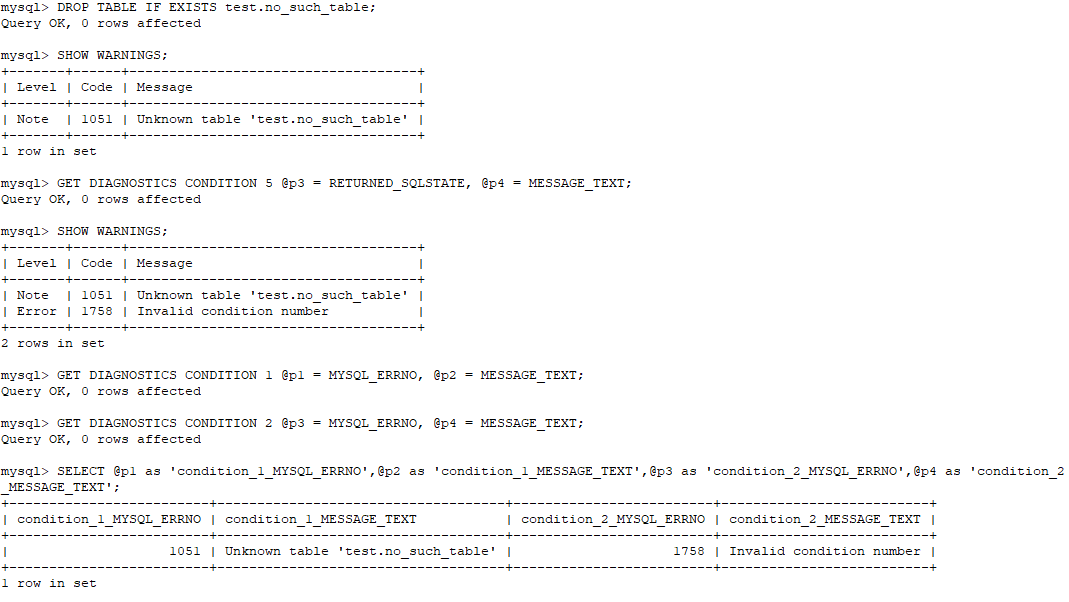 mysql> DROP TABLE IF EXISTS test.no_such_table;
Query OK, 0 rows affected
mysql> SHOW WARNINGS;
+-------+------+------------------------------------+
| Level | Code | Message                            |
+-------+------+------------------------------------+
| Note  | 1051 | Unknown table 'test.no_such_table' |
+-------+------+------------------------------------+
1 row in set
mysql> GET DIAGNOSTICS CONDITION 5 @p3 = RETURNED_SQLSTATE, @p4 = MESSAGE_TEXT;
Query OK, 0 rows affected
mysql> SHOW WARNINGS;
+-------+------+------------------------------------+
| Level | Code | Message                            |
+-------+------+------------------------------------+
| Note  | 1051 | Unknown table 'test.no_such_table' |
| Error | 1758 | Invalid condition number           |
+-------+------+------------------------------------+
2 rows in set
mysql> GET DIAGNOSTICS CONDITION 1 @p1 = MYSQL_ERRNO, @p2 = MESSAGE_TEXT;
Query OK, 0 rows affected
mysql> GET DIAGNOSTICS CONDITION 2 @p3 = MYSQL_ERRNO, @p4 = MESSAGE_TEXT;
Query OK, 0 rows affected
mysql> SELECT @p1 as 'condition_1_MYSQL_ERRNO',@p2 as 'condition_1_MESSAGE_TEXT',@p3 as 'condition_2_MYSQL_ERRNO',@p4 as 'condition_2
_MESSAGE_TEXT';
+-------------------------+------------------------------------+-------------------------+--------------------------+
| condition_1_MYSQL_ERRNO | condition_1_MESSAGE_TEXT           | condition_2_MYSQL_ERRNO | condition_2_MESSAGE_TEXT |
+-------------------------+------------------------------------+-------------------------+--------------------------+
|                    1051 | Unknown table 'test.no_such_table' |                    1758 | Invalid condition number |
+-------------------------+------------------------------------+-------------------------+--------------------------+
1 row in set